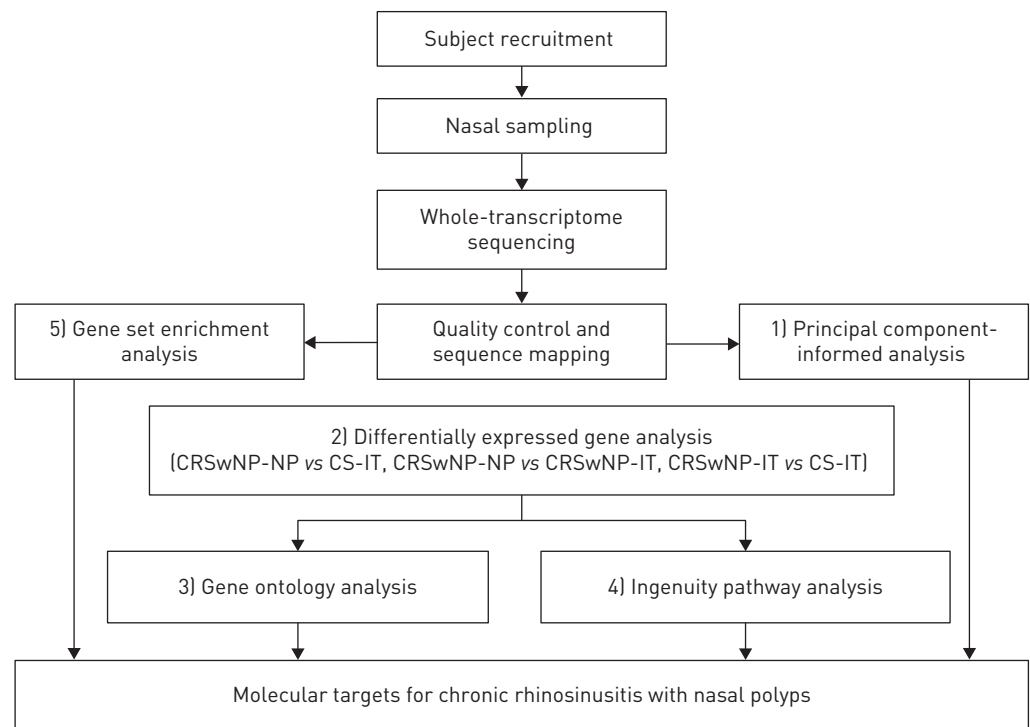 Subject recruitment
Nasal sampling
Whole-transcriptome
sequencing
5) Gene set enrichment
analysis
Quality control and
sequence mapping
1) Principal component-
informed analysis
2) Differentially expressed gene analysis
(CRSwNP-NP vs CS-IT, CRSwNP-NP vs CRSwNP-IT, CRSwNP-IT vs CS-IT)
3) Gene ontology analysis
4) Ingenuity pathway analysis
Molecular targets for chronic rhinosinusitis with nasal polyps